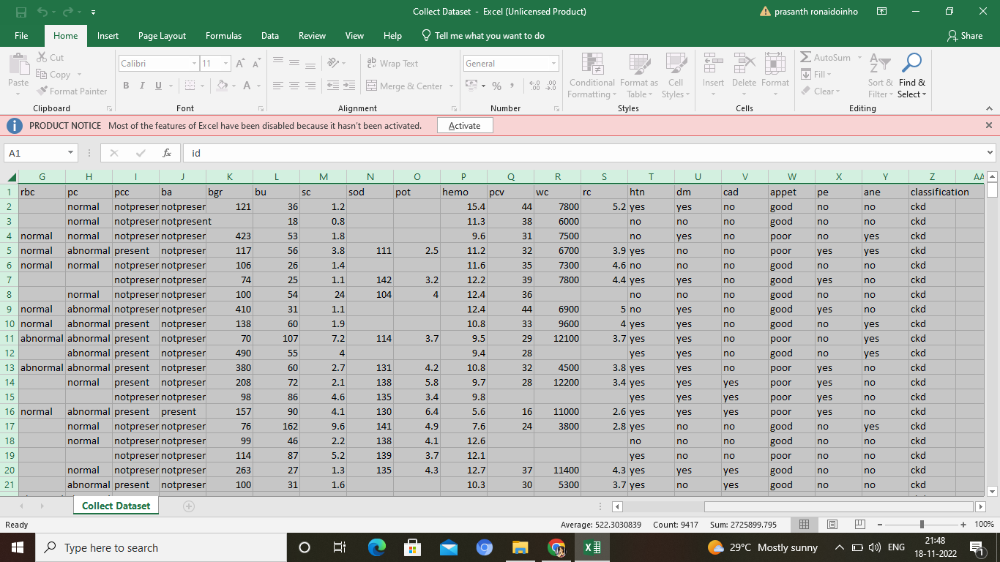 Collect Dataset - Excel (Unlicensed Product) prasanth ronaidoinho
File Home Insert Page Layout Formulas Data Review View Help Tell me what you want to do Share
Cut Calibri 11 A A ab Wrap Text General AutoSum
Paste Copy Conditional Format as Cell Insert Delete Format Fill Sort & Find &
Format Painter B I U A Merge & Center % , Formatting Table Styles Clear Filter Select
Clipboard Font Alignment Number Styles Cells Editing
PRODUCT NOTICE Most of the features of Excel have been disabled because it hasn't been activated. Activate
A1 fx id
G H I J K L M N O P Q R S T U V W X Y Z AA
1 rbc pc pcc ba bgr bu sc sod pot hemo pcv wc rc htn dm cad appet pe ane classification
2 normal notpreser notpreser 121 36 1.2 15.4 44 7800 5.2 yes yes no good no no ckd
3 normal notpreser notpresent 18 0.8 11.3 38 6000 no no no good no no ckd
4 normal normal notpreser notpreser 423 53 1.8 9.6 31 7500 no yes no poor no yes ckd
5 normal abnormal present notpreser 117 56 3.8 111 2.5 11.2 32 6700 3.9 yes no no poor yes yes ckd
6 normal normal notpreser notpreser 106 26 1.4 11.6 35 7300 4.6 no no no good no no ckd
7 notpreser notpreser 74 25 1.1 142 3.2 12.2 39 7800 4.4 yes yes no good yes no ckd
8 normal notpreser notpreser 100 54 24 104 4 12.4 36 no no no good no no ckd
9 normal abnormal present notpreser 410 31 1.1 12.4 44 6900 5 no yes no good yes no ckd
10 normal abnormal present notpreser 138 60 1.9 10.8 33 9600 4 yes yes no good no yes ckd
11 abnormal abnormal present notpreser 70 107 7.2 114 3.7 9.5 29 12100 3.7 yes yes no poor no yes ckd
12 abnormal present notpreser 490 55 4 9.4 28 yes yes no good no yes ckd
13 abnormal abnormal present notpreser 380 60 2.7 131 4.2 10.8 32 4500 3.8 yes yes no poor yes no ckd
14 normal present notpreser 208 72 2.1 138 5.8 9.7 28 12200 3.4 yes yes yes poor yes no ckd
15 notpreser notpreser 98 86 4.6 135 3.4 9.8 yes yes yes poor yes no ckd
16 normal abnormal present present 157 90 4.1 130 6.4 5.6 16 11000 2.6 yes yes yes poor yes no ckd
17 normal notpreser notpreser 76 162 9.6 141 4.9 7.6 24 3800 2.8 yes no no good no yes ckd
18 normal notpreser notpreser 99 46 2.2 138 4.1 12.6 no no no good no no ckd
19 notpreser notpreser 114 87 5.2 139 3.7 12.1 yes no no poor no no ckd
20 normal notpreser notpreser 263 27 1.3 135 4.3 12.7 37 11400 4.3 yes yes yes good no no ckd
21 abnormal present notpreser 100 31 1.6 10.3 30 5300 3.7 yes no yes good no no ckd
Collect Dataset
Ready Average: 522.3030839 Count: 9417 Sum: 2725899.795 100%
Type here to search 29°C Mostly sunny ENG 21:48
18-11-2022 1